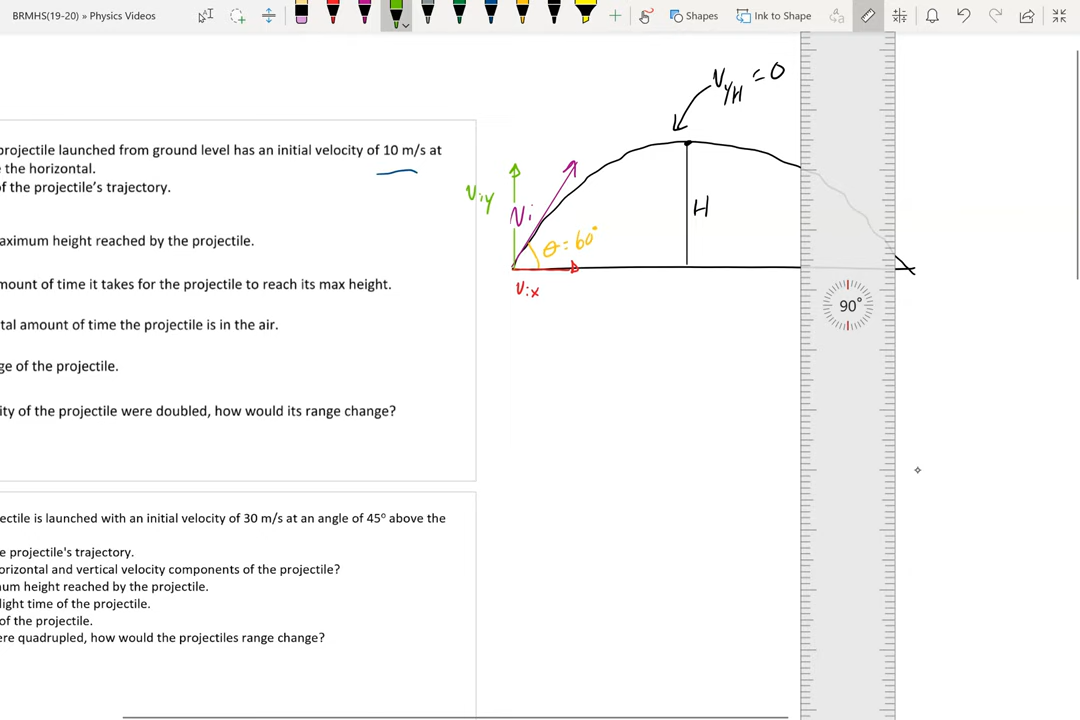 BRMHS(19-20) » Physics Videos
Shapes
Ink to Shape
projectile launched from ground level has an initial velocity of 10 m/s at
the horizontal.
of the projectile's trajectory.
aximum height reached by the projectile.
mount of time it takes for the projectile to reach its max height.
tal amount of time the projectile is in the air.
ge of the projectile.
ity of the projectile were doubled, how would its range change?
VyH = 0
Viy
Vi
θ = 60°
H
Vix
90°
ectile is launched with an initial velocity of 30 m/s at an angle of 45° above the
e projectile's trajectory.
orizontal and vertical velocity components of the projectile?
num height reached by the projectile.
light time of the projectile.
of the projectile.
ere quadrupled, how would the projectiles range change?